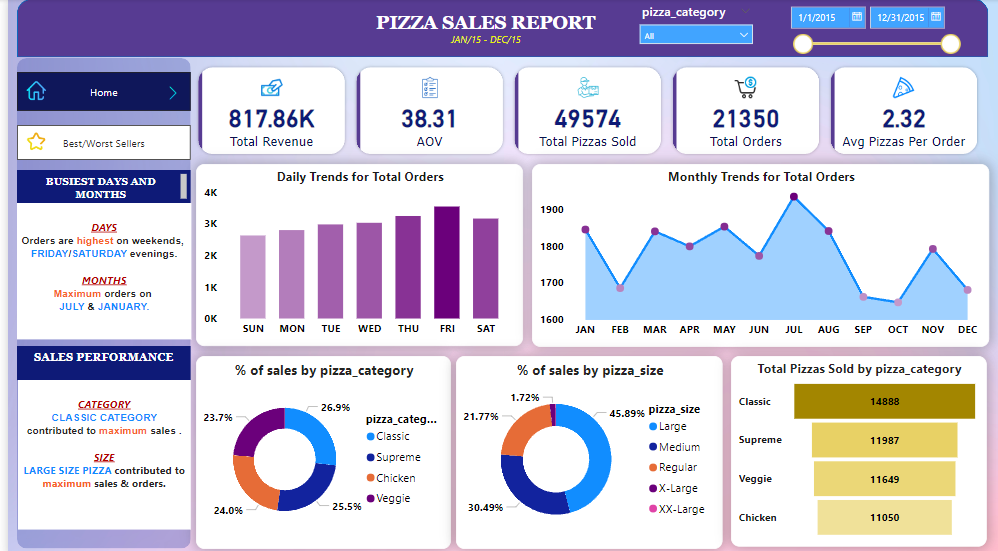 PIZZA SALES REPORT
JAN/15 - DEC/15
pizza_category
All
1/1/2015
12/31/2015
Home
Best/Worst Sellers
BUSIEST DAYS AND
MONTHS
DAYS
Orders are highest on weekends,
FRIDAY/SATURDAY evenings.
MONTHS
Maximum orders on
JULY & JANUARY.
SALES PERFORMANCE
CATEGORY
CLASSIC CATEGORY
contributed to maximum sales .
SIZE
LARGE SIZE PIZZA contributed to
maximum sales & orders.
817.86K
Total Revenue
38.31
AOV
49574
Total Pizzas Sold
21350
Total Orders
2.32
Avg Pizzas Per Order
Daily Trends for Total Orders
4K
3K
2K
1K
0K
SUN MON TUE WED THU FRI SAT
Monthly Trends for Total Orders
1900
1800
1700
1600
JAN FEB MAR APR MAY JUN JUL AUG SEP OCT NOV DEC
% of sales by pizza_category
23.7%
26.9%
24.0%
25.5%
pizza_categ...
Classic
Supreme
Chicken
Veggie
% of sales by pizza_size
1.72%
21.77%
45.89%
30.49%
pizza_size
Large
Medium
Regular
X-Large
XX-Large
Total Pizzas Sold by pizza_category
Classic 14888
Supreme 11987
Veggie 11649
Chicken 11050